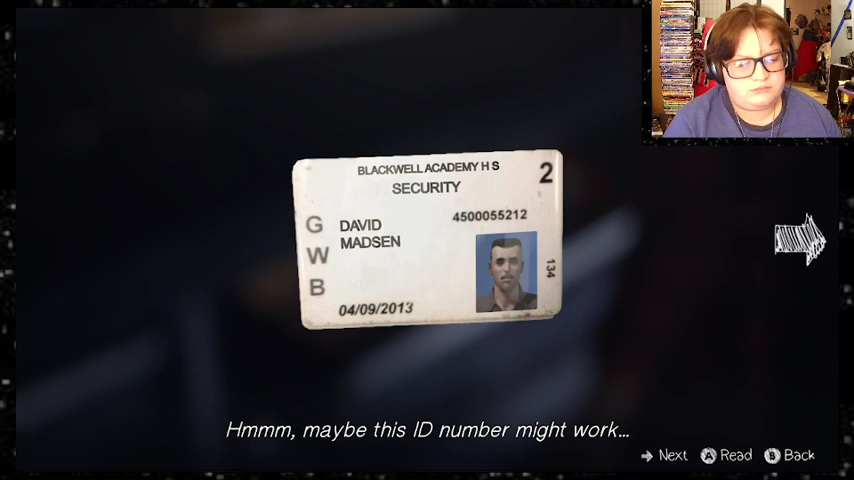 BLACKWELL ACADEMY H S
SECURITY
2
G
W
B
DAVID
MADSEN
4500055212
134
04/09/2013
Hmmm, maybe this ID number might work...
Next
A Read
B Back